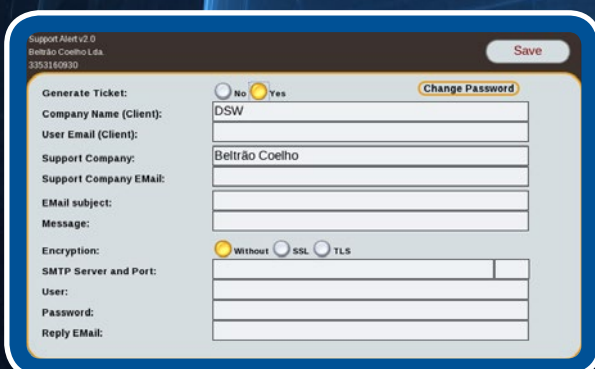 Support Alert v2.0
Beltrão Coelho Lda.
3353160930
Save
Generate Ticket: No Yes Change Password
Company Name (Client): DSW
User Email (Client):
Support Company: Beltrão Coelho
Support Company EMail:
EMail subject:
Message:
Encryption: Without SSL TLS
SMTP Server and Port:
User:
Password:
Reply EMail: